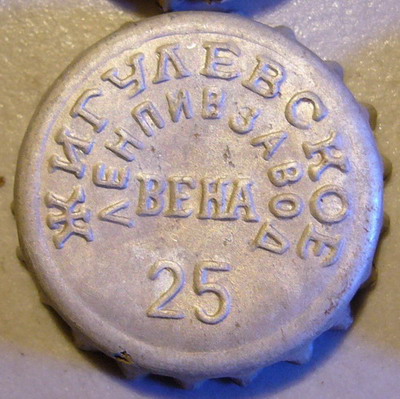 ЖИГУЛЕВСКОЕ
ЛЕНПИВЗАВОД
ВЕНА
25